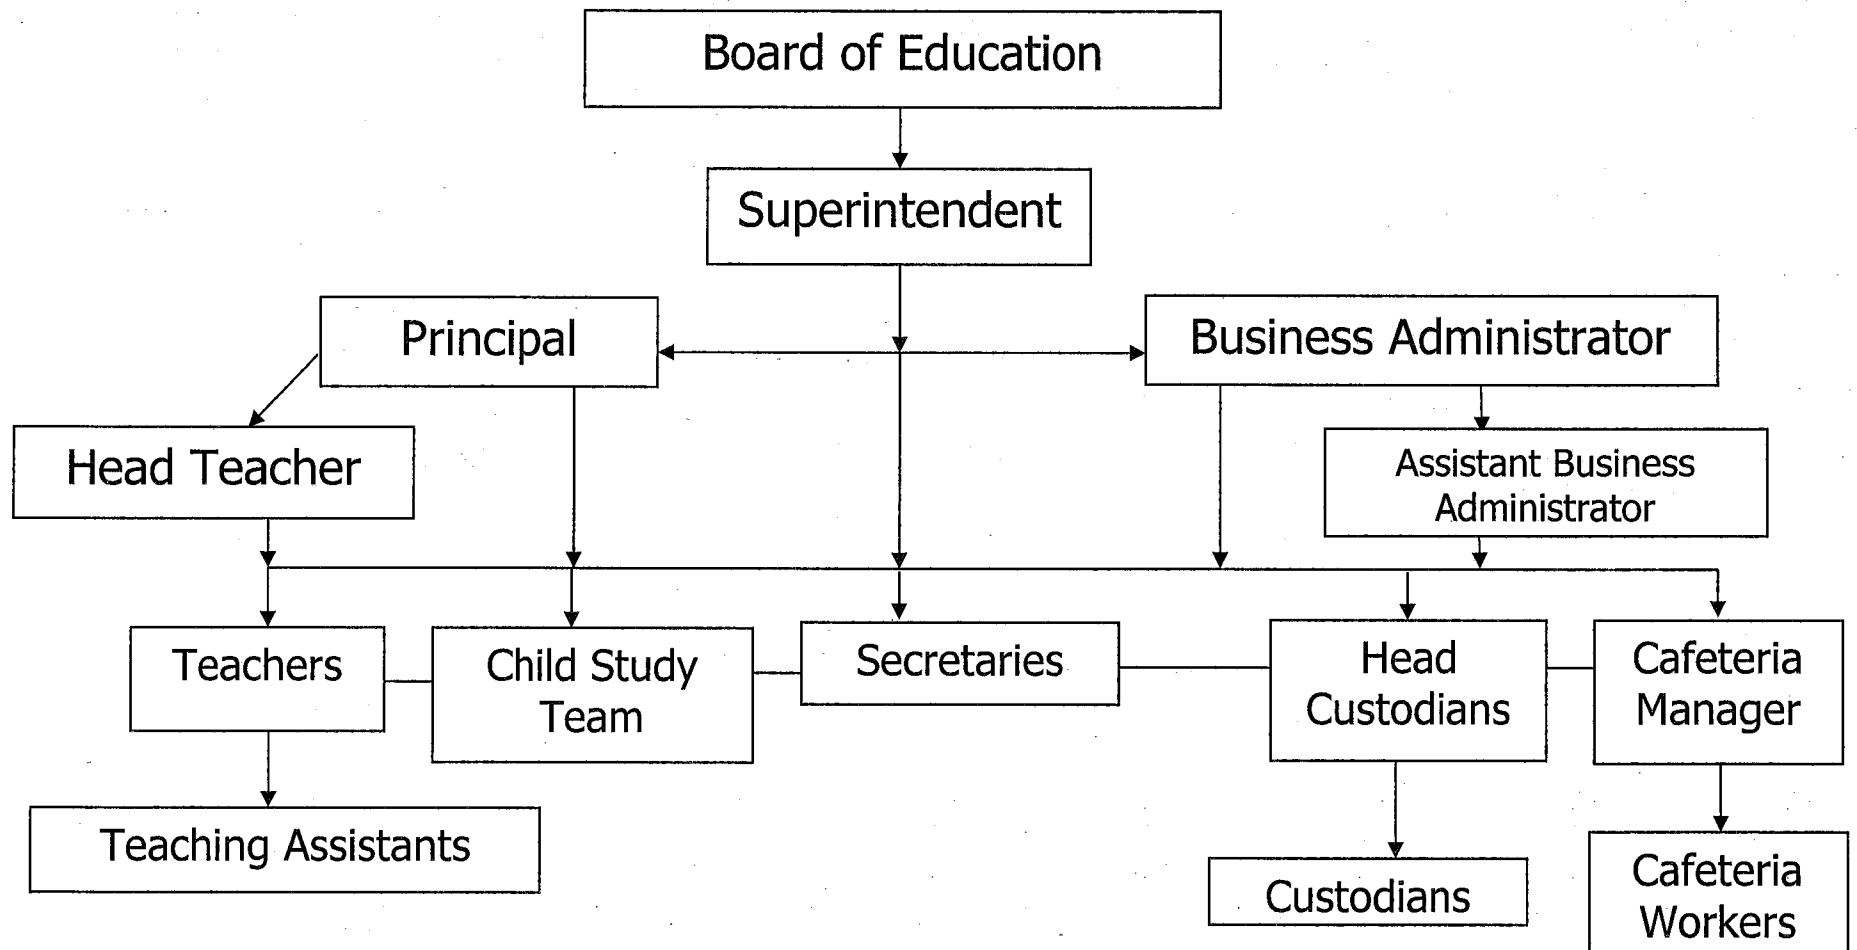 Board of Education
Superintendent
Principal
Business Administrator
Head Teacher
Assistant Business
Administrator
Teachers
Child Study
Team
Secretaries
Head
Custodians
Cafeteria
Manager
Teaching Assistants
Custodians
Cafeteria
Workers